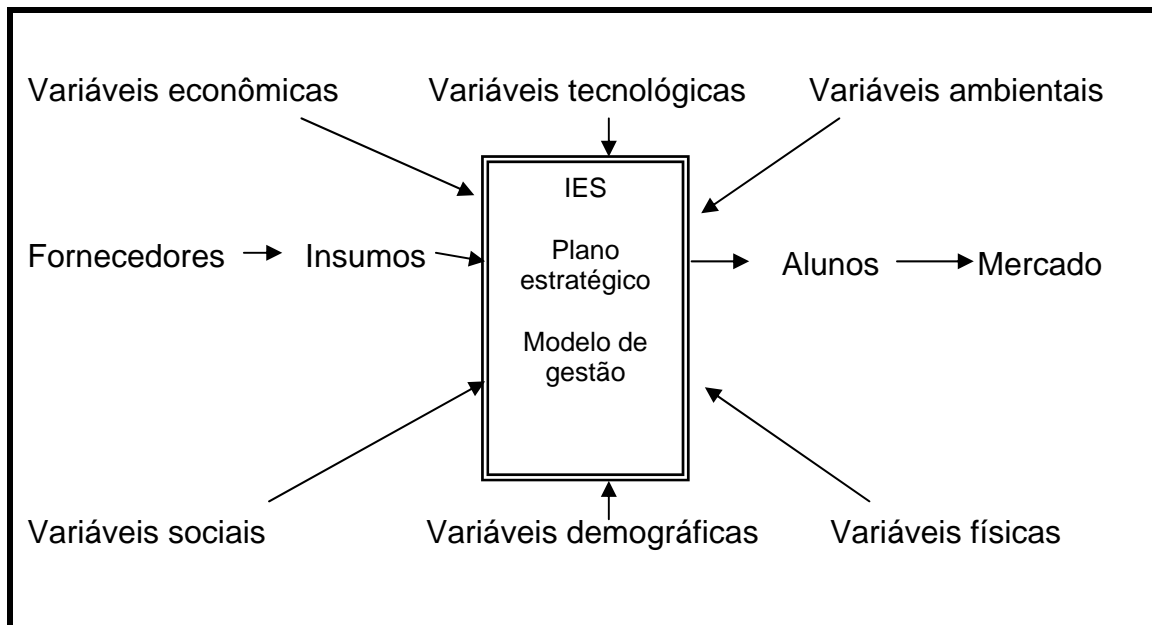 Variáveis econômicas
Variáveis tecnológicas
Variáveis ambientais
IES
Plano
estratégico
Modelo de
gestão
Fornecedores
Insumos
Alunos
Mercado
Variáveis sociais
Variáveis demográficas
Variáveis físicas